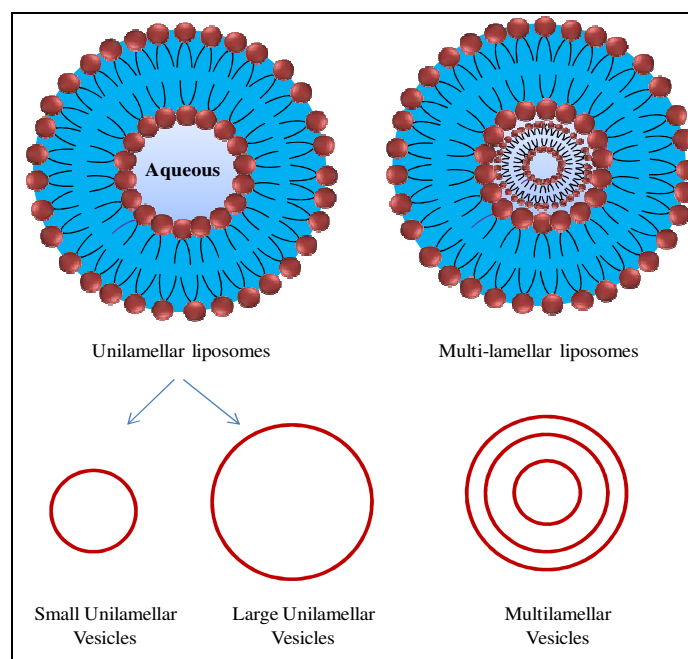 Aqueous
Unilamellar liposomes
Multi-lamellar liposomes
Small Unilamellar
Vesicles
Large Unilamellar
Vesicles
Multilamellar
Vesicles